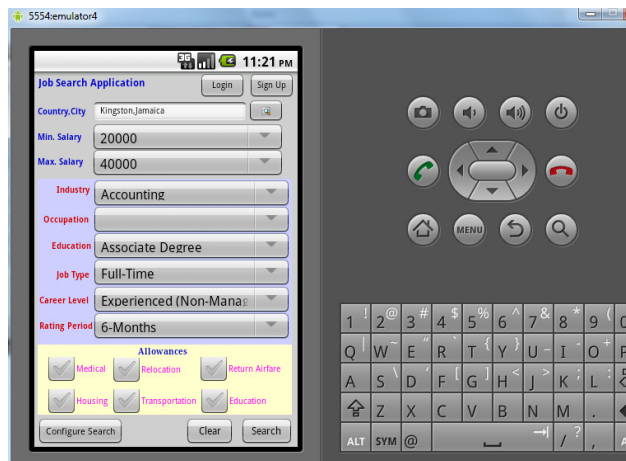 5554:emulator4
3G 11:21 PM
Job Search Application Login Sign Up
Country,City Kingston,Jamaica
Min. Salary 20000
Max. Salary 40000
Industry Accounting
Occupation
Education Associate Degree
Job Type Full-Time
Career Level Experienced (Non-Manag
Rating Period 6-Months
Allowances
Medical Relocation Return Airfare
Housing Transportation Education
Configure Search Clear Search
MENU
1 ! 2 @ 3 # 4 $ 5 % 6 ^ 7 & 8 * 9 ( 0
Q | W ~ E " R ` T { Y } U - I - O + P
A S \ D ' F [ G ] H < J > K ; L :
Z X C V B N M .
ALT SYM @ / ? , A